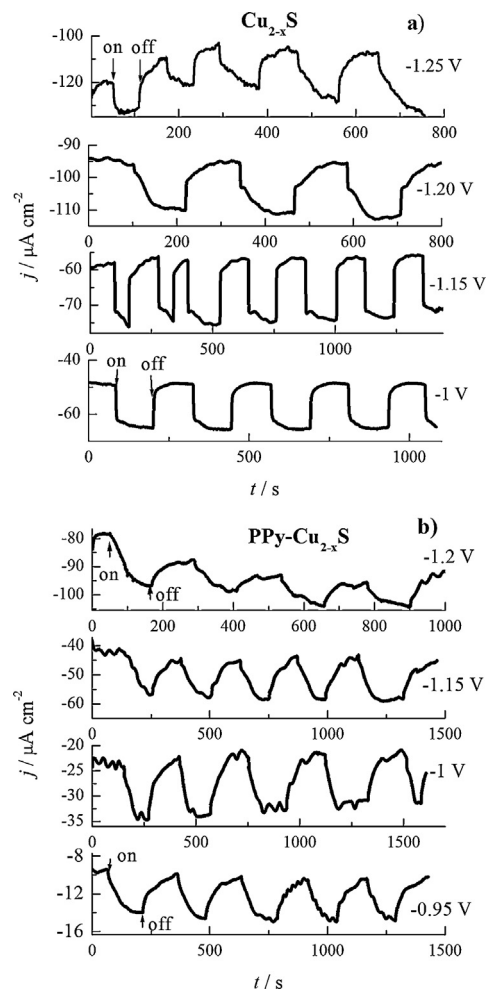 Cu2-xS
a)
on off
-100
-120
-1.25 V
200 400 600 800
-90
-100
-110
-1.20 V
0 200 400 600 800
j / µA cm-2
-60
-70
-1.15 V
0 500 1000
-40
on off
-60
-1 V
0 500 1000
t / s
PPy-Cu2-xS
b)
-80
-90
-100
on off
-1.2 V
0 200 400 600 800 1000
-40
-50
-60
-70
-1.15 V
0 250 500 750 1000 1250 1500
j / µA cm-2
-20
-25
-30
-35
-1 V
0 500 1000 1500
-8
on
-12
-16
off
-0.95 V
0 500 1000 1500
t / s